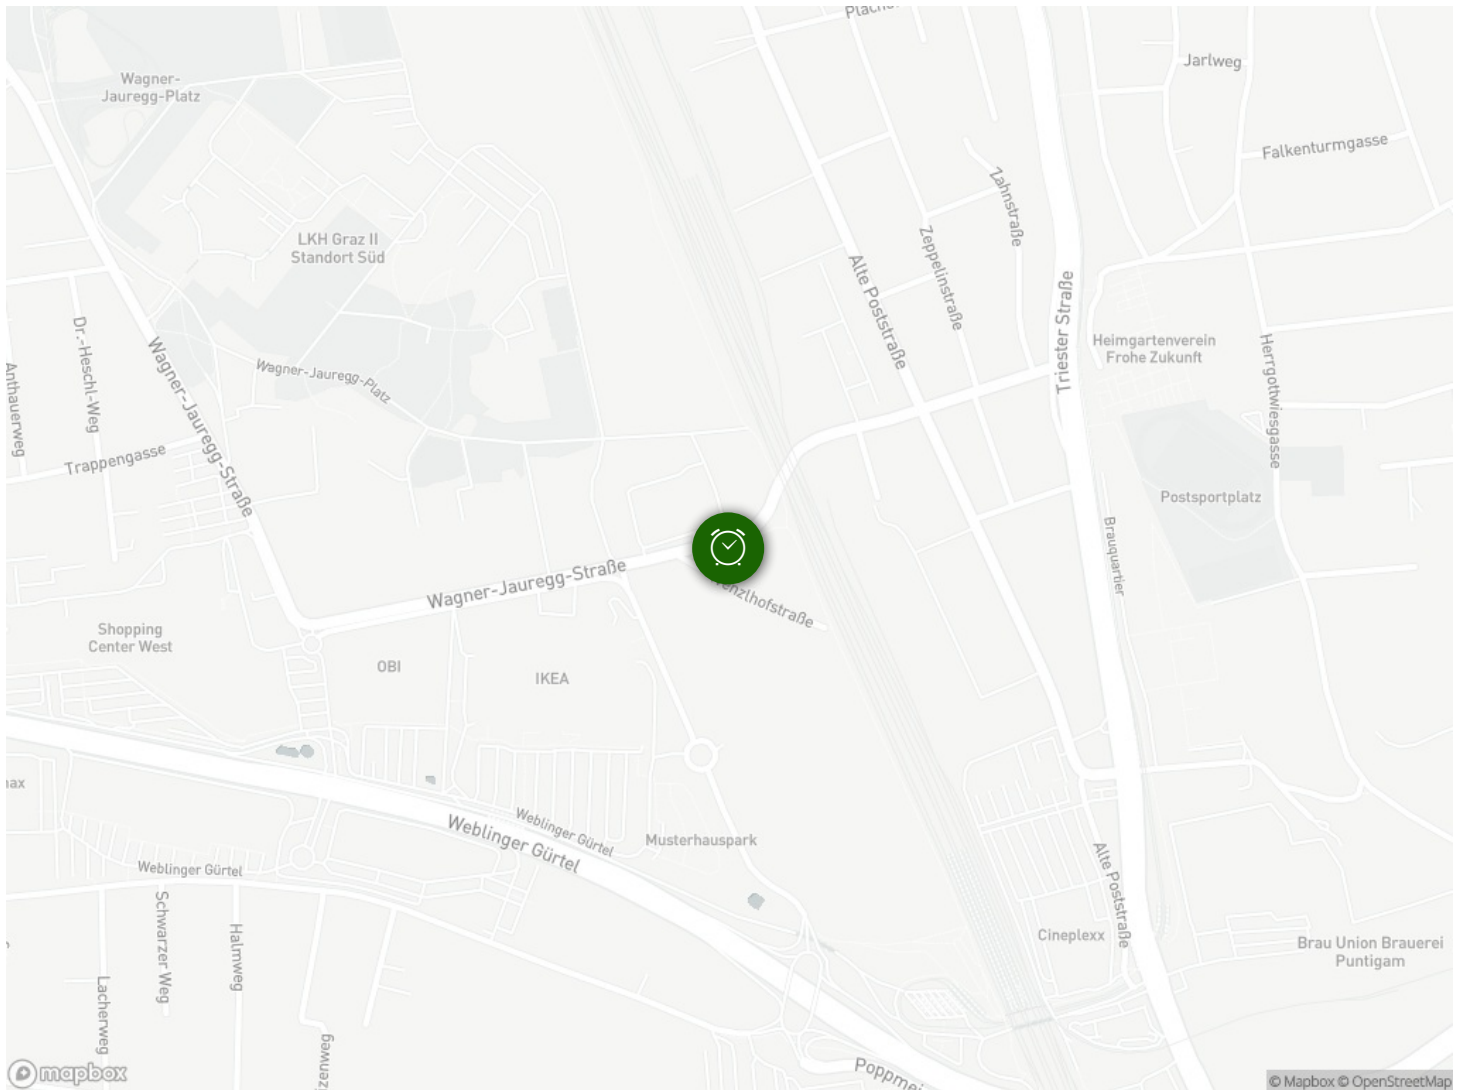 Jarlweg
Wagner-
Jauregg-Platz
Falkenturmgasse
Zahnstraße
LKH Graz II
Standort Süd
Zeppelinstraße
Alte Poststraße
Triester Straße
Heimgartenverein
Frohe Zukunft
Herrgottwiesgasse
Dr.-Heschl-Weg
Wagner-Jauregg-Straße
Wagner-Jauregg-Platz
Anthauerweg
Trappengasse
Postsportplatz
Brauquartier
Wagner-Jauregg-Straße
Shopping
Center West
OBI
IKEA
Weblinger Gürtel
Weblinger Gürtel
Musterhauspark
Weblinger Gürtel
Alte Poststraße
Schwarzer Weg
Halmweg
Cineplexx
Brau Union Brauerei
Puntigam
Lacherweg
mapbox
© Mapbox © OpenStreetMap